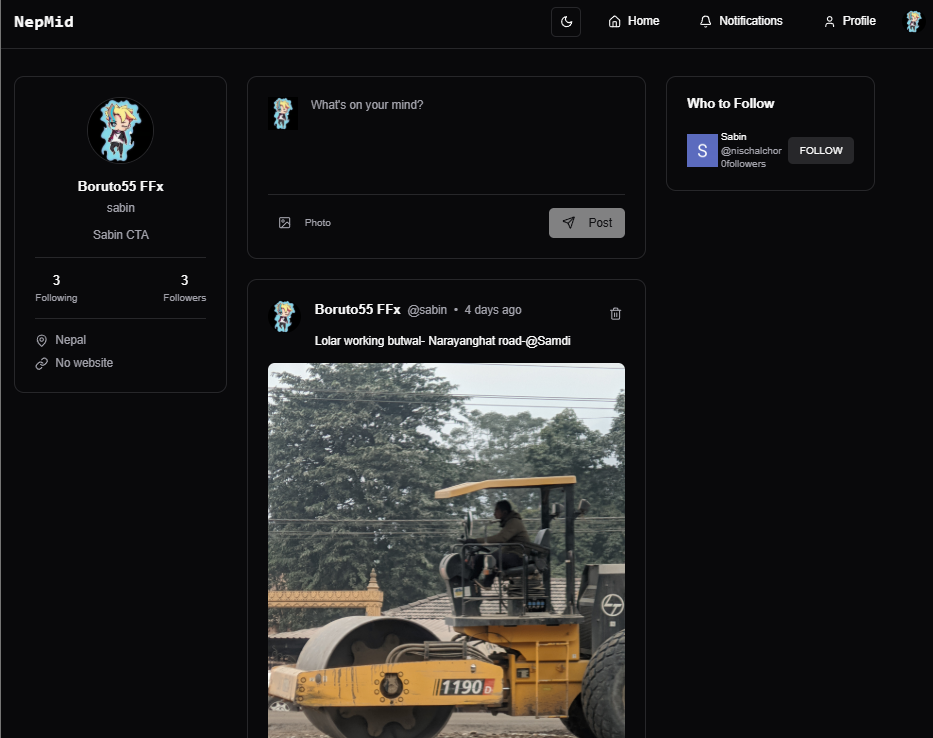 NepMid
Home
Notifications
Profile
Boruto55 FFx
sabin
Sabin CTA
3
Following
3
Followers
Nepal
No website
What's on your mind?
Photo
Post
Boruto55 FFx @sabin • 4 days ago
Lolar working butwal- Narayanghat road-@Samdi
1190 D
Who to Follow
S
Sabin
@nischalchor
0followers
FOLLOW